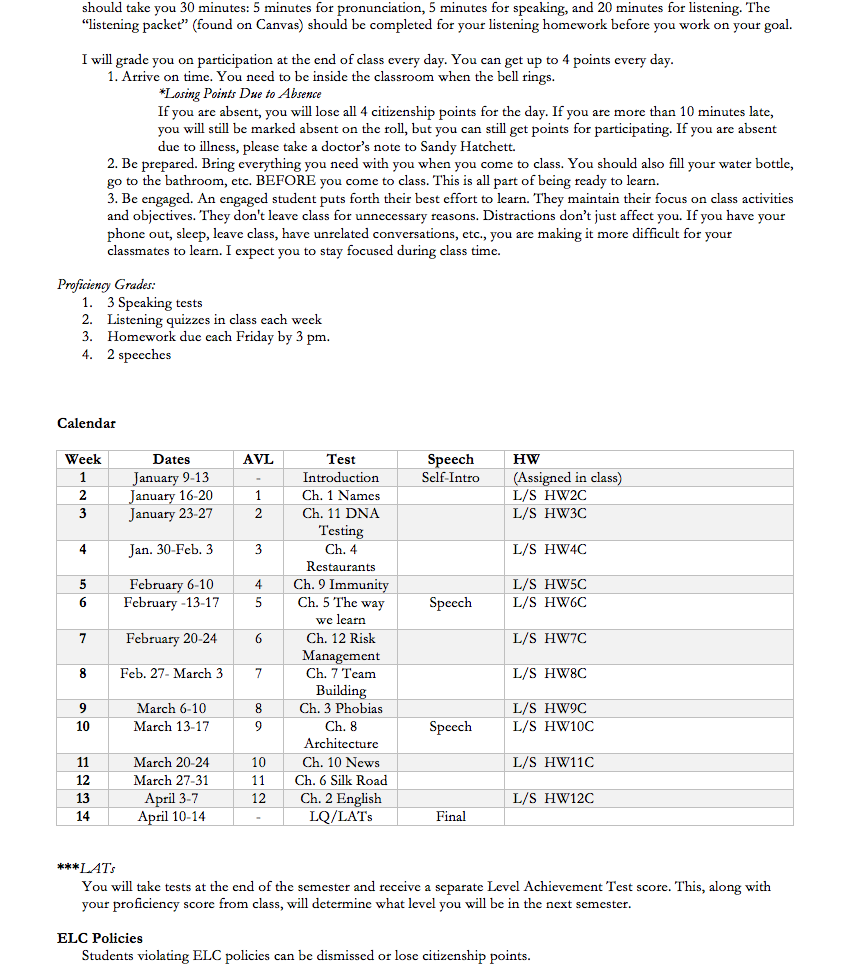 should take you 30 minutes: 5 minutes for pronunciation, 5 minutes for speaking, and 20 minutes for listening. The
“listening packet” (found on Canvas) should be completed for your listening homework before you work on your goal.
I will grade you on participation at the end of class every day. You can get up to 4 points every day.
1. Arrive on time. You need to be inside the classroom when the bell rings.
*Losing Points Due to Absence
If you are absent, you will lose all 4 citizenship points for the day. If you are more than 10 minutes late,
you will still be marked absent on the roll, but you can still get points for participating. If you are absent
due to illness, please take a doctor’s note to Sandy Hatchett.
2. Be prepared. Bring everything you need with you when you come to class. You should also fill your water bottle,
go to the bathroom, etc. BEFORE you come to class. This is all part of being ready to learn.
3. Be engaged. An engaged student puts forth their best effort to learn. They maintain their focus on class activities
and objectives. They don't leave class for unnecessary reasons. Distractions don’t just affect you. If you have your
phone out, sleep, leave class, have unrelated conversations, etc., you are making it more difficult for your
classmates to learn. I expect you to stay focused during class time.
Proficiency Grades:
1. 3 Speaking tests
2. Listening quizzes in class each week
3. Homework due each Friday by 3 pm.
4. 2 speeches
Calendar
Week Dates AVL Test Speech HW
1 January 9-13 - Introduction Self-Intro (Assigned in class)
2 January 16-20 1 Ch. 1 Names L/S HW2C
3 January 23-27 2 Ch. 11 DNA L/S HW3C
Testing
4 Jan. 30-Feb. 3 3 Ch. 4 L/S HW4C
Restaurants
5 February 6-10 4 Ch. 9 Immunity L/S HW5C
6 February -13-17 5 Ch. 5 The way Speech L/S HW6C
we learn
7 February 20-24 6 Ch. 12 Risk L/S HW7C
Management
8 Feb. 27- March 3 7 Ch. 7 Team L/S HW8C
Building
9 March 6-10 8 Ch. 3 Phobias L/S HW9C
10 March 13-17 9 Ch. 8 Speech L/S HW10C
Architecture
11 March 20-24 10 Ch. 10 News L/S HW11C
12 March 27-31 11 Ch. 6 Silk Road
13 April 3-7 12 Ch. 2 English L/S HW12C
14 April 10-14 - LQ/LATs Final
***LATs
You will take tests at the end of the semester and receive a separate Level Achievement Test score. This, along with
your proficiency score from class, will determine what level you will be in the next semester.
ELC Policies
Students violating ELC policies can be dismissed or lose citizenship points.